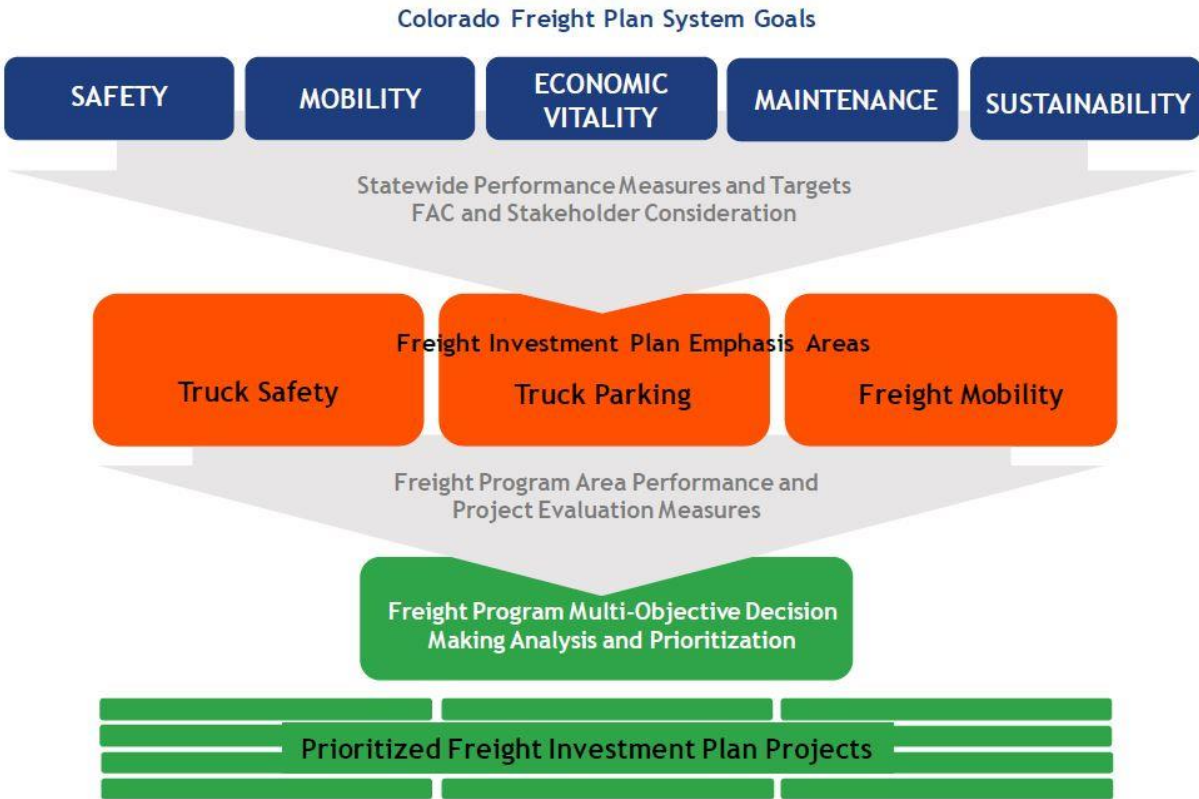 Colorado Freight Plan System Goals
SAFETY
MOBILITY
ECONOMIC
VITALITY
MAINTENANCE
SUSTAINABILITY
Statewide Performance Measures and Targets
FAC and Stakeholder Consideration
Freight Investment Plan Emphasis Areas
Truck Safety
Truck Parking
Freight Mobility
Freight Program Area Performance and
Project Evaluation Measures
Freight Program Multi-Objective Decision
Making Analysis and Prioritization
Prioritized Freight Investment Plan Projects